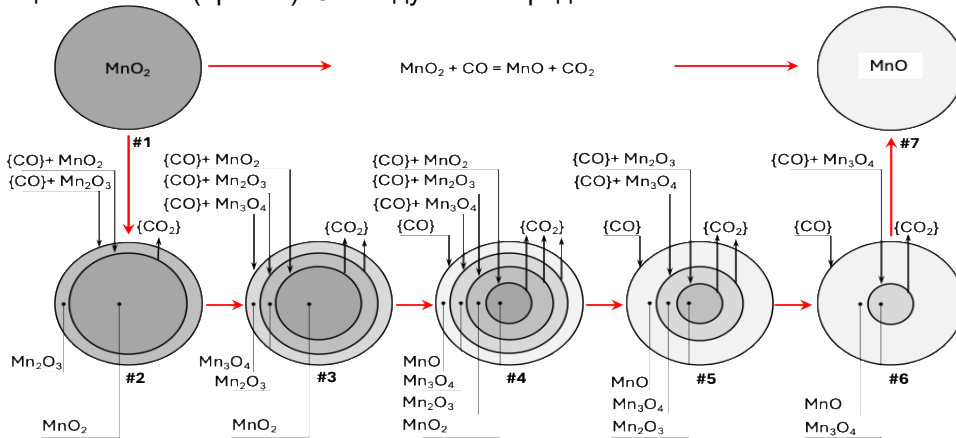 MnO₂
MnO₂ + CO = MnO + CO₂
MnO
#1
#7
{CO}+ MnO₂
{CO}+ Mn₂O₃
{CO₂}
Mn₂O₃
#2
MnO₂
{CO}+ MnO₂
{CO}+ Mn₂O₃
{CO}+ Mn₃O₄
{CO₂}
Mn₃O₄
Mn₂O₃
#3
MnO₂
{CO}+ MnO₂
{CO}+ Mn₂O₃
{CO}+ Mn₃O₄
{CO}
{CO₂}
MnO
Mn₃O₄
Mn₂O₃
MnO₂
#4
{CO}+ Mn₂O₃
{CO}+ Mn₃O₄
{CO}
{CO₂}
MnO
Mn₃O₄
Mn₂O₃
#5
{CO}+ Mn₃O₄
{CO}
{CO₂}
#6
MnO
Mn₃O₄